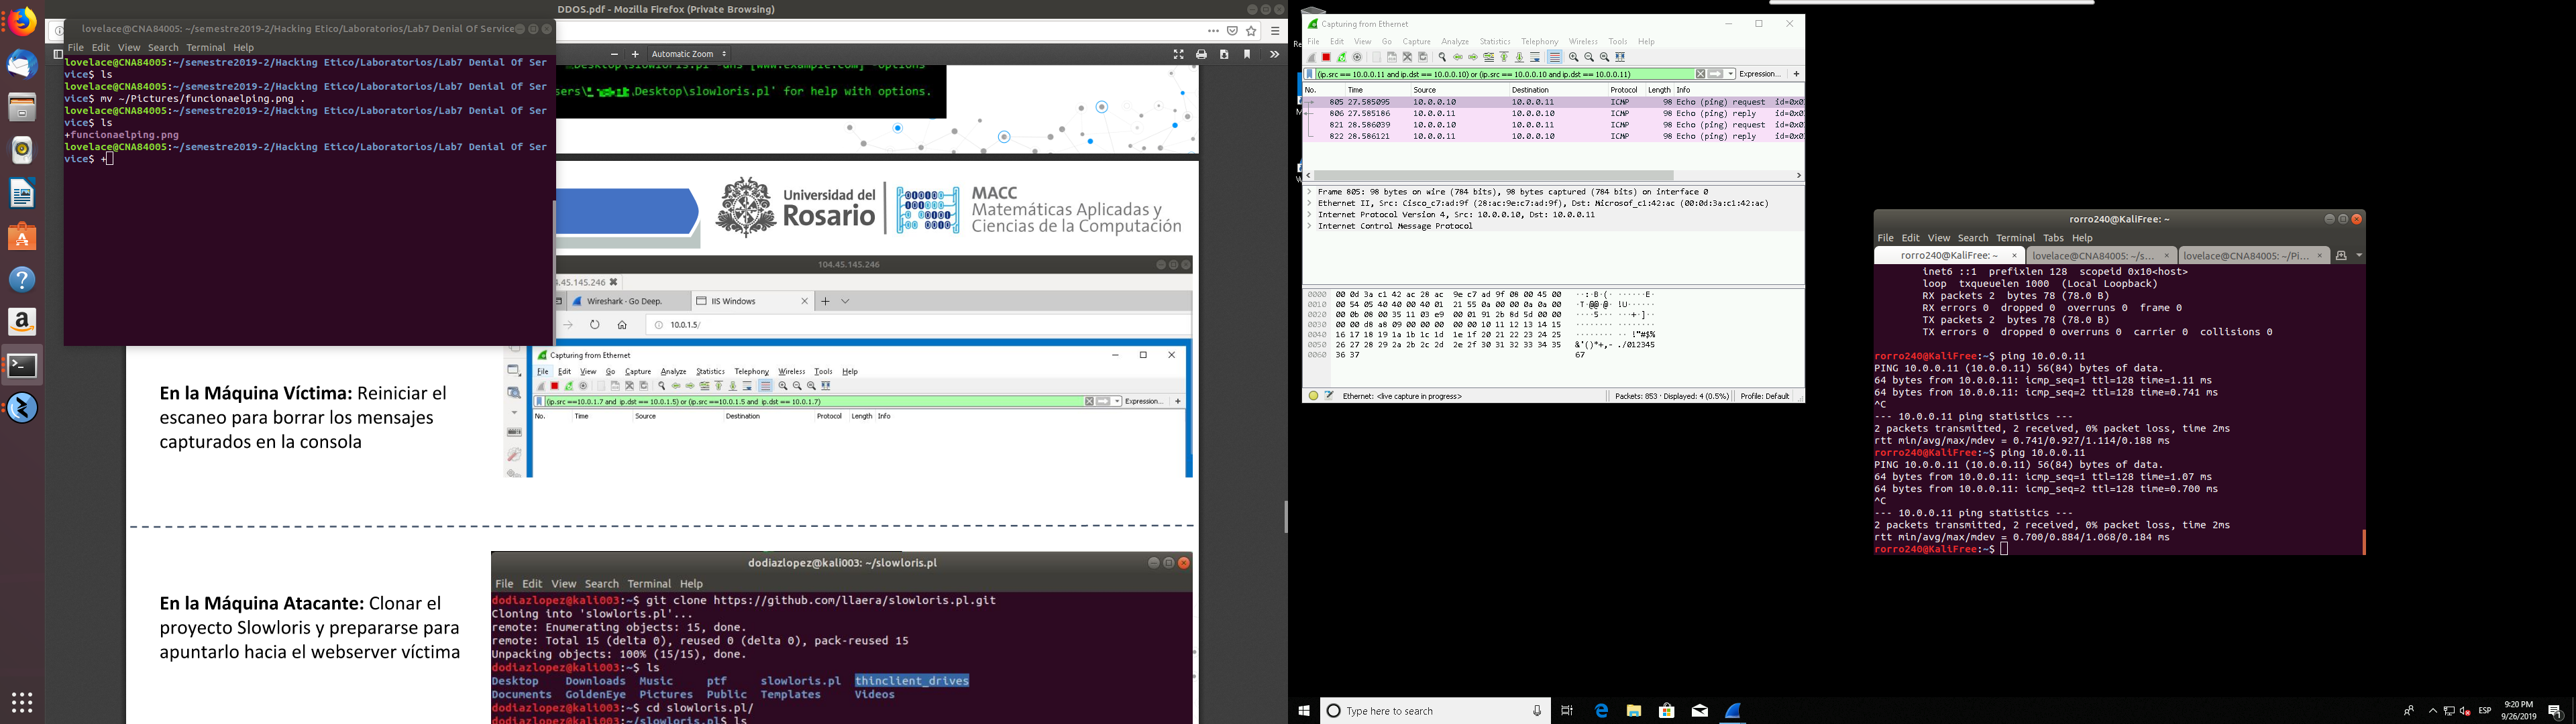 DDOS.pdf - Mozilla Firefox (Private Browsing)
lovelace@CNA84005: ~/semestre2019-2/Hacking Etico/Laboratorios/Lab7 Denial Of Service
File Edit View Search Terminal Help
lovelace@CNA84005:~/semestre2019-2/Hacking Etico/Laboratorios/Lab7 Denial Of Ser
vice$ ls
lovelace@CNA84005:~/semestre2019-2/Hacking Etico/Laboratorios/Lab7 Denial Of Ser
vice$ mv ~/Pictures/funcionaelping.png .
lovelace@CNA84005:~/semestre2019-2/Hacking Etico/Laboratorios/Lab7 Denial Of Ser
vice$ ls
+funcionaelping.png
lovelace@CNA84005:~/semestre2019-2/Hacking Etico/Laboratorios/Lab7 Denial Of Ser
vice$ +
Automatic Zoom
Desktop\slowloris.pl -dns [www.example.com] -options
sers\ Desktop\slowloris.pl' for help with options.
Universidad del
Rosario
MACC
Matemáticas Aplicadas y
Ciencias de la Computación
104.45.145.246
4.45.145.246
Wireshark · Go Deep.
IIS Windows
10.0.1.5/
Capturing from Ethernet
File Edit View Go Capture Analyze Statistics Telephony Wireless Tools Help
(ip.src ==10.0.1.7 and ip.dst == 10.0.1.5) or (ip.src ==10.0.1.5 and ip.dst == 10.0.1.7)
Expression...
No. Time Source Destination Protocol Length Info
En la Máquina Víctima: Reiniciar el
escaneo para borrar los mensajes
capturados en la consola
En la Máquina Atacante: Clonar el
proyecto Slowloris y prepararse para
apuntarlo hacia el webserver víctima
dodiazlopez@kali003: ~/slowloris.pl
File Edit View Search Terminal Help
dodiazlopez@kali003:~$ git clone https://github.com/llaera/slowloris.pl.git
Cloning into 'slowloris.pl'...
remote: Enumerating objects: 15, done.
remote: Total 15 (delta 0), reused 0 (delta 0), pack-reused 15
Unpacking objects: 100% (15/15), done.
dodiazlopez@kali003:~$ ls
Desktop Downloads Music ptf slowloris.pl thinclient_drives
Documents GoldenEye Pictures Public Templates Videos
dodiazlopez@kali003:~$ cd slowloris.pl/
dodiazlopez@kali003:~/slowloris.pl$ ls
Capturing from Ethernet
File Edit View Go Capture Analyze Statistics Telephony Wireless Tools Help
(ip.src == 10.0.0.11 and ip.dst == 10.0.0.10) or (ip.src == 10.0.0.10 and ip.dst == 10.0.0.11)
Expression...
No. Time Source Destination Protocol Length Info
805 27.585095 10.0.0.10 10.0.0.11 ICMP 98 Echo (ping) request id=0x0
806 27.585186 10.0.0.11 10.0.0.10 ICMP 98 Echo (ping) reply id=0x0
821 28.586039 10.0.0.10 10.0.0.11 ICMP 98 Echo (ping) request id=0x0
822 28.586121 10.0.0.11 10.0.0.10 ICMP 98 Echo (ping) reply id=0x0
Frame 805: 98 bytes on wire (784 bits), 98 bytes captured (784 bits) on interface 0
Ethernet II, Src: Cisco_c7:ad:9f (28:ac:9e:c7:ad:9f), Dst: Microsof_c1:42:ac (00:0d:3a:c1:42:ac)
Internet Protocol Version 4, Src: 10.0.0.10, Dst: 10.0.0.11
Internet Control Message Protocol
0000 00 0d 3a c1 42 ac 28 ac 9e c7 ad 9f 08 00 45 00 ··:·B·(· ······E·
0010 00 54 05 40 40 00 40 01 21 55 0a 00 00 0a 0a 00 ·T·@@·@· !U······
0020 00 0b 08 00 35 11 03 e9 00 01 91 2b 8d 5d 00 00 ····5··· ···+·]··
0030 00 00 d8 a8 09 00 00 00 00 00 10 11 12 13 14 15 ········ ········
0040 16 17 18 19 1a 1b 1c 1d 1e 1f 20 21 22 23 24 25 ········ ·· !"#$%
0050 26 27 28 29 2a 2b 2c 2d 2e 2f 30 31 32 33 34 35 &'()*+,- ./012345
0060 36 37 67
Ethernet: <live capture in progress>
Packets: 853 · Displayed: 4 (0.5%)
Profile: Default
rorro240@KaliFree: ~
File Edit View Search Terminal Tabs Help
rorro240@KaliFree: ~
lovelace@CNA84005: ~/s...
lovelace@CNA84005: ~/Pi...
inet6 ::1 prefixlen 128 scopeid 0x10<host>
loop txqueuelen 1000 (Local Loopback)
RX packets 2 bytes 78 (78.0 B)
RX errors 0 dropped 0 overruns 0 frame 0
TX packets 2 bytes 78 (78.0 B)
TX errors 0 dropped 0 overruns 0 carrier 0 collisions 0
rorro240@KaliFree:~$ ping 10.0.0.11
PING 10.0.0.11 (10.0.0.11) 56(84) bytes of data.
64 bytes from 10.0.0.11: icmp_seq=1 ttl=128 time=1.11 ms
64 bytes from 10.0.0.11: icmp_seq=2 ttl=128 time=0.741 ms
^C
--- 10.0.0.11 ping statistics ---
2 packets transmitted, 2 received, 0% packet loss, time 2ms
rtt min/avg/max/mdev = 0.741/0.927/1.114/0.188 ms
rorro240@KaliFree:~$ ping 10.0.0.11
PING 10.0.0.11 (10.0.0.11) 56(84) bytes of data.
64 bytes from 10.0.0.11: icmp_seq=1 ttl=128 time=1.07 ms
64 bytes from 10.0.0.11: icmp_seq=2 ttl=128 time=0.700 ms
^C
--- 10.0.0.11 ping statistics ---
2 packets transmitted, 2 received, 0% packet loss, time 2ms
rtt min/avg/max/mdev = 0.700/0.884/1.068/0.184 ms
rorro240@KaliFree:~$
Type here to search
ESP
9:20 PM
9/26/2019